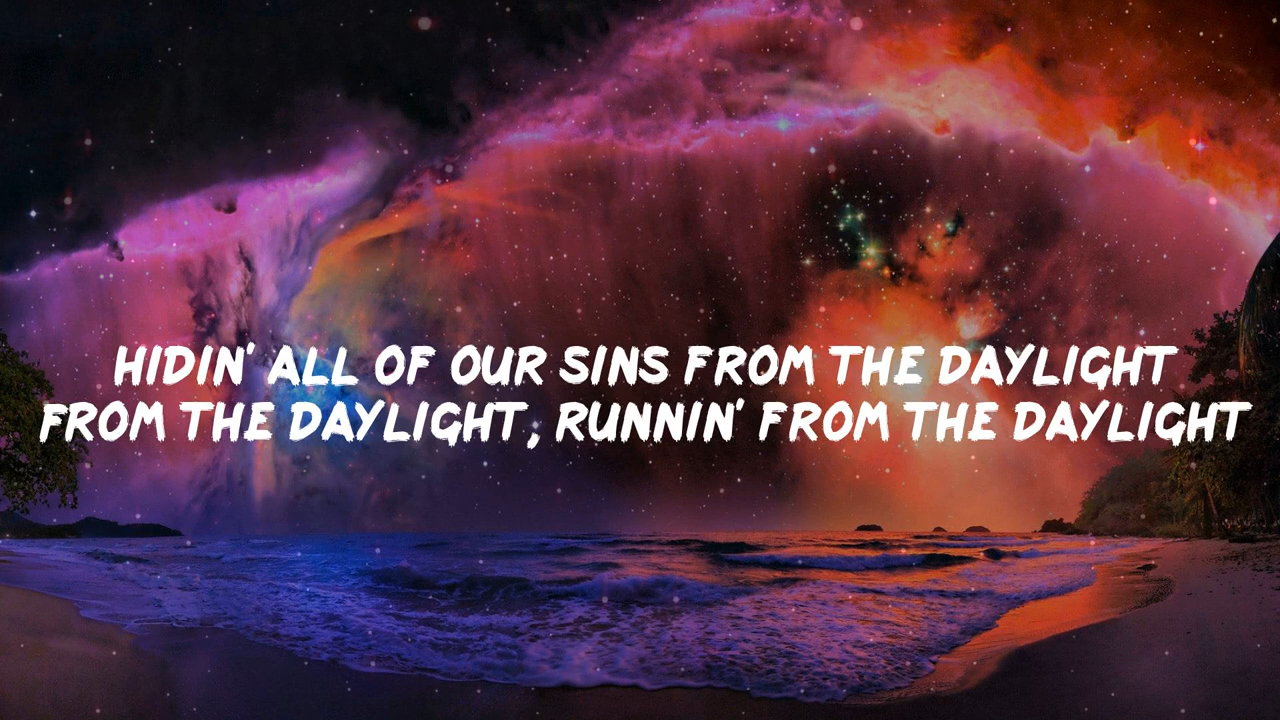 HIDIN' ALL OF OUR SINS FROM THE DAYLIGHT
FROM THE DAYLIGHT, RUNNIN' FROM THE DAYLIGHT